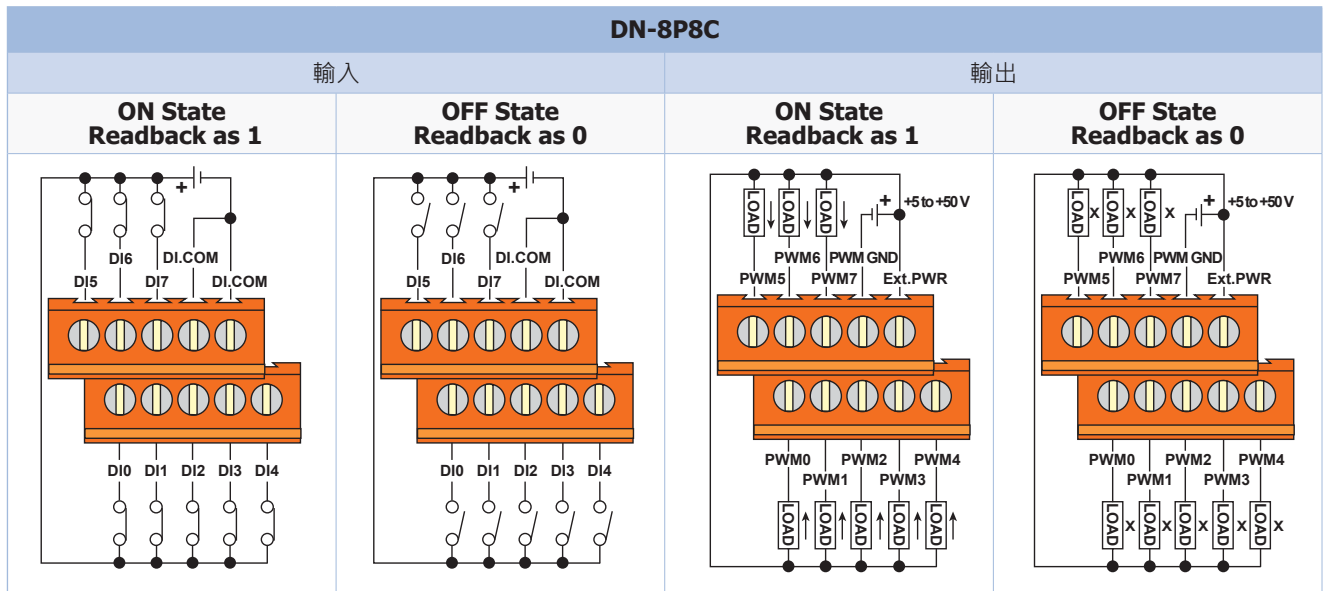 DN-8P8C
輸入
輸出
ON State
Readback as 1
OFF State
Readback as 0
ON State
Readback as 1
OFF State
Readback as 0
+
DI6 DI.COM
DI5 DI7 DI.COM
DI0 DI1 DI2 DI3 DI4
+
DI6 DI.COM
DI5 DI7 DI.COM
DI0 DI1 DI2 DI3 DI4
LOAD LOAD LOAD
+ +5 to +50 V
PWM6 PWM GND
PWM5 PWM7 Ext.PWR
PWM0 PWM2 PWM4
PWM1 PWM3
LOAD LOAD LOAD LOAD LOAD
LOAD X LOAD X LOAD X
+ +5 to +50 V
PWM6 PWM GND
PWM5 PWM7 Ext.PWR
PWM0 PWM2 PWM4
PWM1 PWM3
LOAD X LOAD X LOAD X LOAD X LOAD X